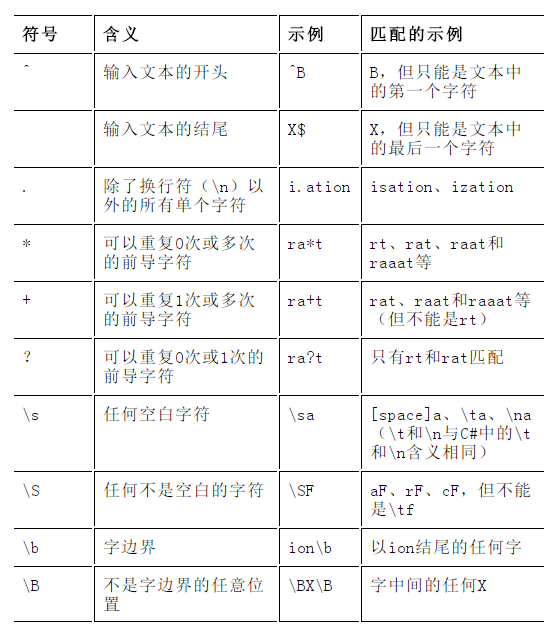 符号 含义 示例 匹配的示例
^ 输入文本的开头 ^B B，但只能是文本中
的第一个字符
输入文本的结尾 X$ X，但只能是文本中
的最后一个字符
. 除了换行符（\n）以 i.ation isation、ization
外的所有单个字符
* 可以重复0次或多次 ra*t rt、rat、raat和
的前导字符 raaat等
+ 可以重复1次或多次 ra+t rat、raat和raaat等
的前导字符 （但不能是rt）
? 可以重复0次或1次的 ra?t 只有rt和rat匹配
前导字符
\s 任何空白字符 \sa [space]a、\ta、\na
（\t和\n与C#中的\t
和\n含义相同）
\S 任何不是空白的字符 \SF aF、rF、cF，但不能
是\tf
\b 字边界 ion\b 以ion结尾的任何字
\B 不是字边界的任意位 \BX\B 字中间的任何X
置